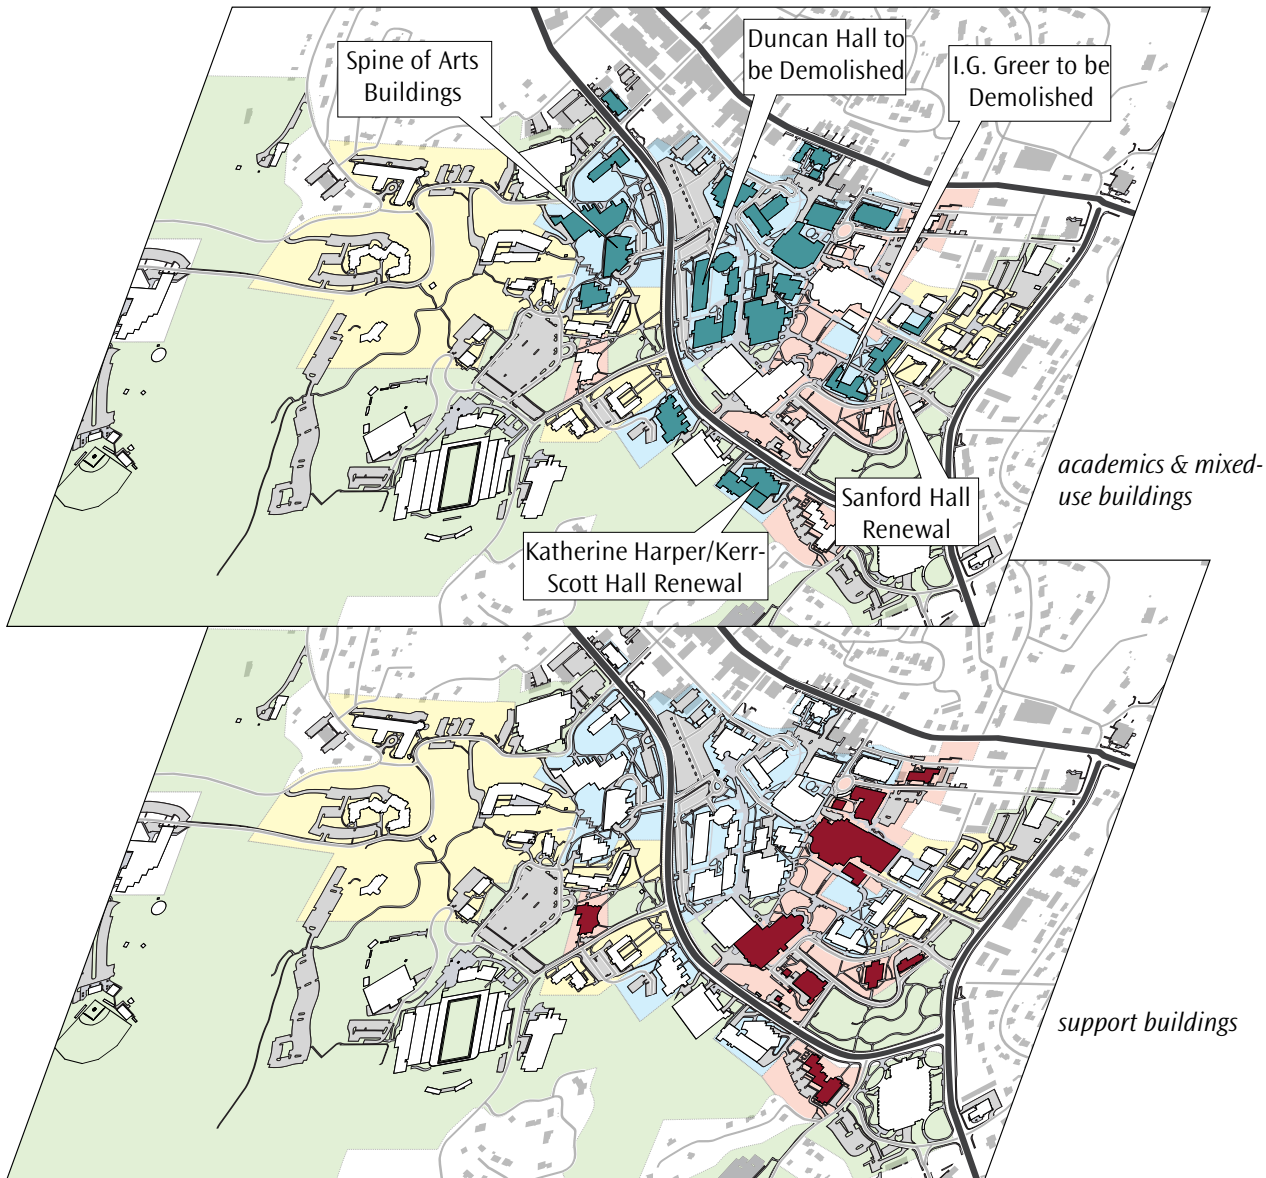 Spine of Arts
Buildings
Duncan Hall to
be Demolished
I.G. Greer to be
Demolished
academics & mixed-
use buildings
Sanford Hall
Renewal
Katherine Harper/Kerr-
Scott Hall Renewal
support buildings